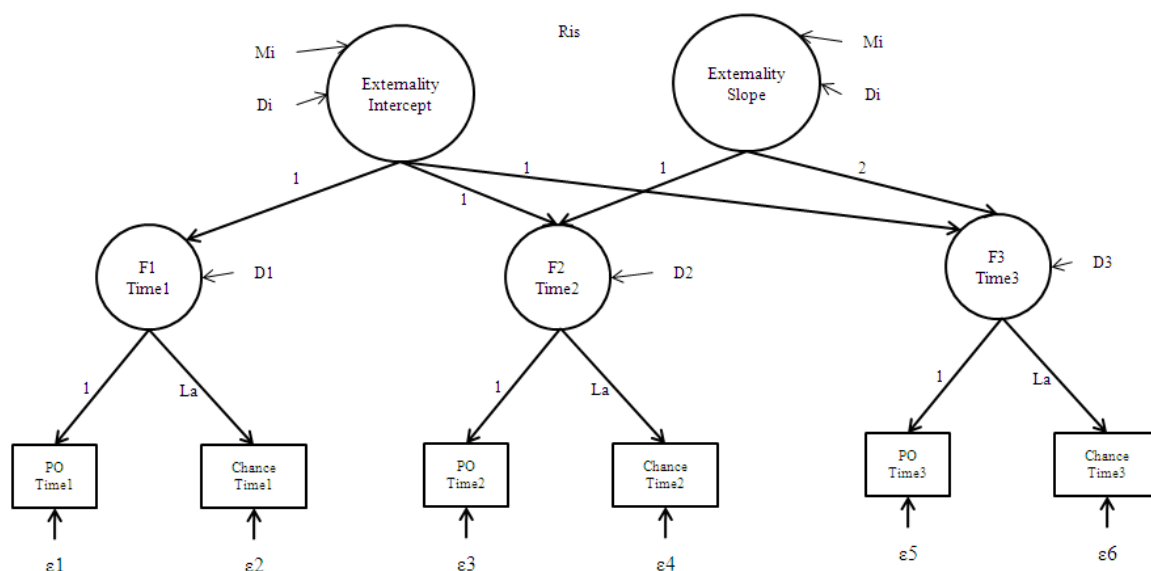 Ris
Mi
Externality
Intercept
Di
Externality
Slope
Mi
Di
1
1
1
1
2
F1
Time1
D1
F2
Time2
D2
F3
Time3
D3
1
La
1
La
1
La
PO
Time1
Chance
Time1
PO
Time2
Chance
Time2
PO
Time3
Chance
Time3
ε1
ε2
ε3
ε4
ε5
ε6